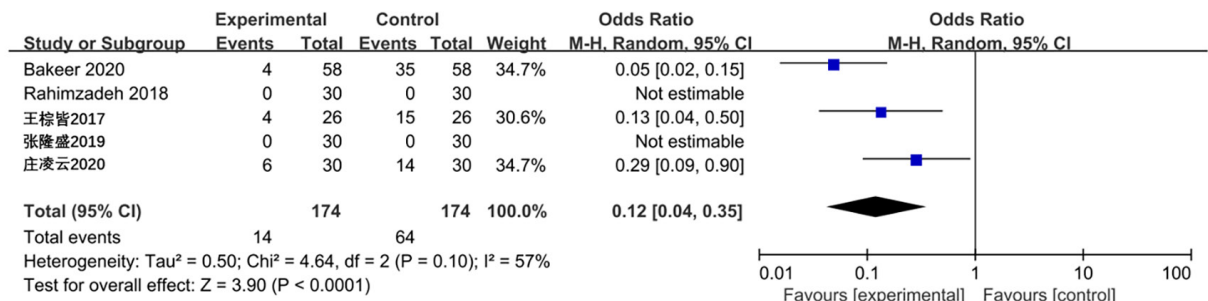 Experimental Control Odds Ratio Odds Ratio
Study or Subgroup Events Total Events Total Weight M-H, Random, 95% CI M-H, Random, 95% CI
Bakeer 2020 4 58 35 58 34.7% 0.05 [0.02, 0.15]
Rahimzadeh 2018 0 30 0 30 Not estimable
王棕皆2017 4 26 15 26 30.6% 0.13 [0.04, 0.50]
张隆盛2019 0 30 0 30 Not estimable
庄凌云2020 6 30 14 30 34.7% 0.29 [0.09, 0.90]
Total (95% CI) 174 174 100.0% 0.12 [0.04, 0.35]
Total events 14 64
Heterogeneity: Tau² = 0.50; Chi² = 4.64, df = 2 (P = 0.10); I² = 57%
Test for overall effect: Z = 3.90 (P < 0.0001)
0.01 0.1 1 10 100
Favours [experimental] Favours [control]